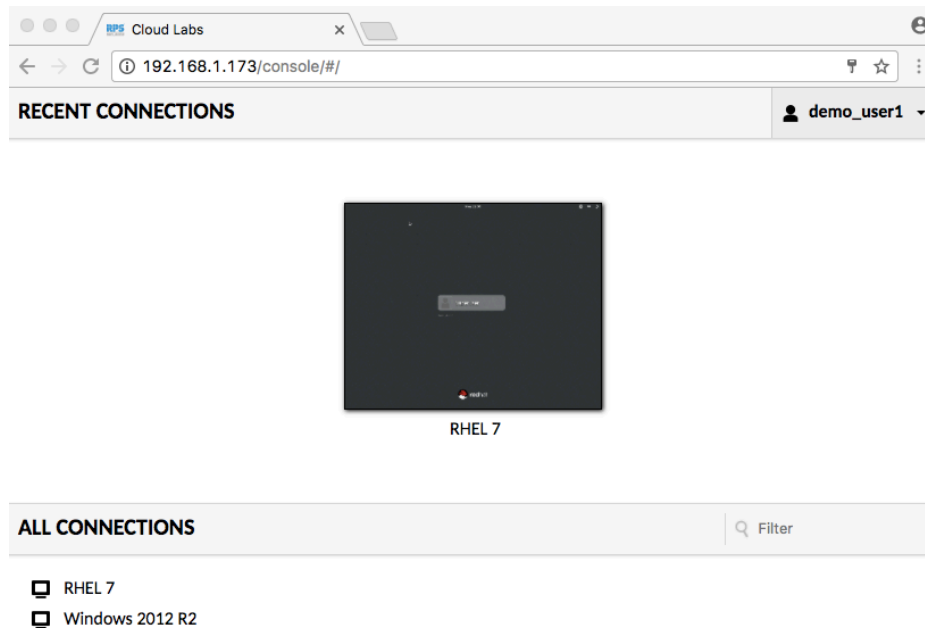 RPS Cloud Labs
192.168.1.173/console/#/
RECENT CONNECTIONS
demo_user1
redhat
RHEL 7
ALL CONNECTIONS
Filter
RHEL 7
Windows 2012 R2